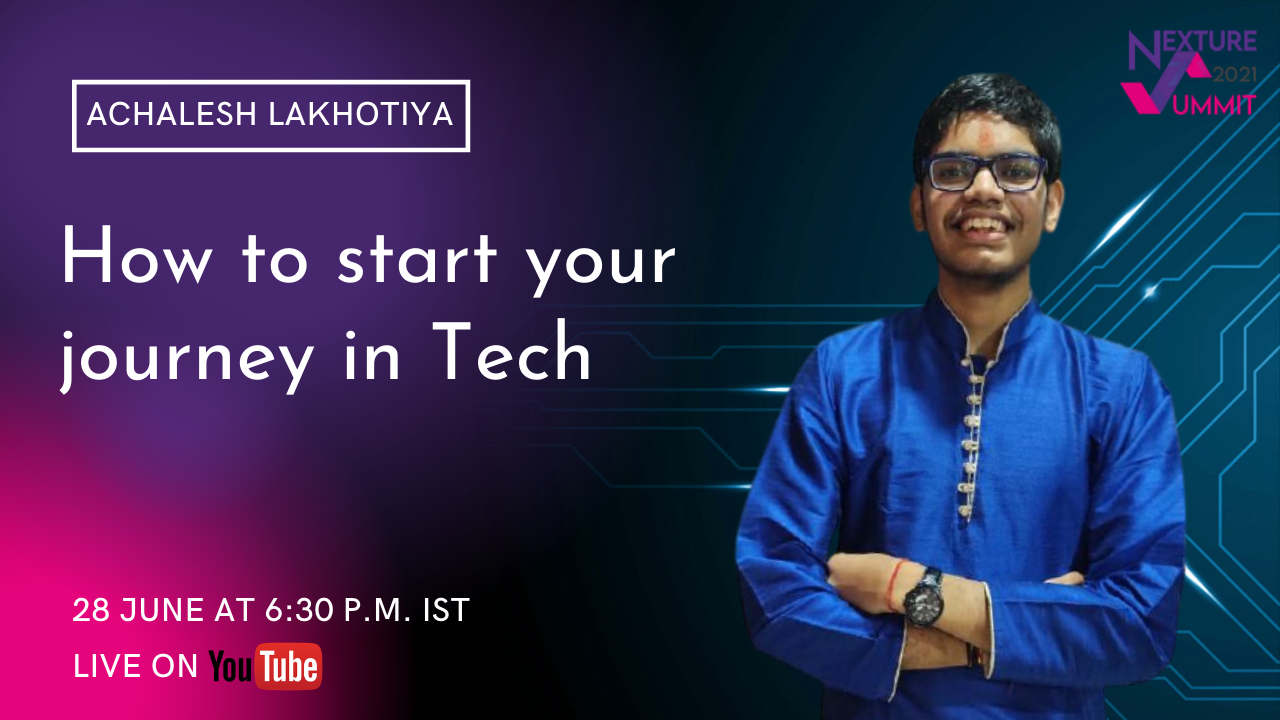 NEXTURE
2021
SUMMIT
ACHALESH LAKHOTIYA
How to start your
journey in Tech
28 JUNE AT 6:30 P.M. IST
LIVE ON YouTube